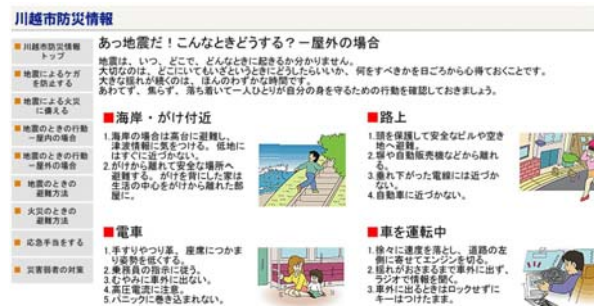 川越市防災情報
川越市防災情報
トップ
地震によるケガ
を防止する
地震による火災
に備える
地震のときの行動
－屋内の場合
地震のときの行動
－屋外の場合
地震のときの
避難方法
火災のときの
避難方法
応急手当をする
災害弱者の対策
あっ地震だ！こんなときどうする？－屋外の場合
地震は、いつ、どこで、どんなときに起きるか分かりません。
大切なのは、どこにいてもいざというときにどうしたらいいか、何をすべきかを日ごろから心得ておくことです。
大きな揺れが続くのは、ほんのわずかな時間です。
あわてず、焦らず、落ち着いて一人ひとりが自分の身を守るための行動を確認しておきましょう。
■海岸・がけ付近
1.海岸の場合は高台に避難し、
津波情報に気をつける。低地に
はすぐに近づかない。
2.がけから離れて安全な場所へ
避難する。がけを背にした家は
生活の中心をがけから離れた部
屋に。
■路上
1.頭を保護して安全なビルや空き
地へ避難。
2.塀や自動販売機などから離れ
る。
3.垂れ下がった電線には近づか
ない。
4.自動車に近づかない。
■電車
1.手すりやつり革、座席につかま
り姿勢を低くする。
2.乗務員の指示に従う。
3.むやみに車外に出ない。
4.高圧電流に注意。
5.パニックに巻き込まれない。
■車を運転中
1.徐々に速度を落とし、道路の左
側に寄せてエンジンを切る。
2.揺れがおさまるまで車外に出ず、
ラジオで情報を聞く。
3.車外に出るときはロックせずに
キーはつけたまま。